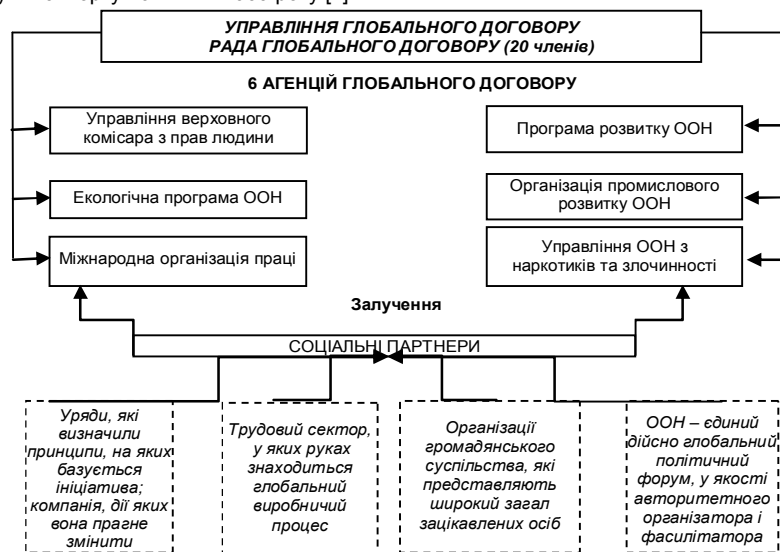 УПРАВЛІННЯ ГЛОБАЛЬНОГО ДОГОВОРУ
РАДА ГЛОБАЛЬНОГО ДОГОВОРУ (20 членів)
6 АГЕНЦІЙ ГЛОБАЛЬНОГО ДОГОВОРУ
Управління верховного
комісара з прав людини
Програма розвитку ООН
Екологічна програма ООН
Організація промислового
розвитку ООН
Міжнародна організація праці
Управління ООН з
наркотиків та злочинності
Залучення
СОЦІАЛЬНІ ПАРТНЕРИ
Уряди, які
визначили
принципи, на яких
базується
ініціатива;
компанія, дії яких
вона прагне
змінити
Трудовий сектор,
у яких руках
знаходиться
глобальний
виробничий
процес
Організації
громадянського
суспільства, які
представляють
широкий загал
зацікавлених осіб
ООН – єдиний
дійсно глобальний
політичний
форум, у якості
авторитетного
організатора і
фасилітатора